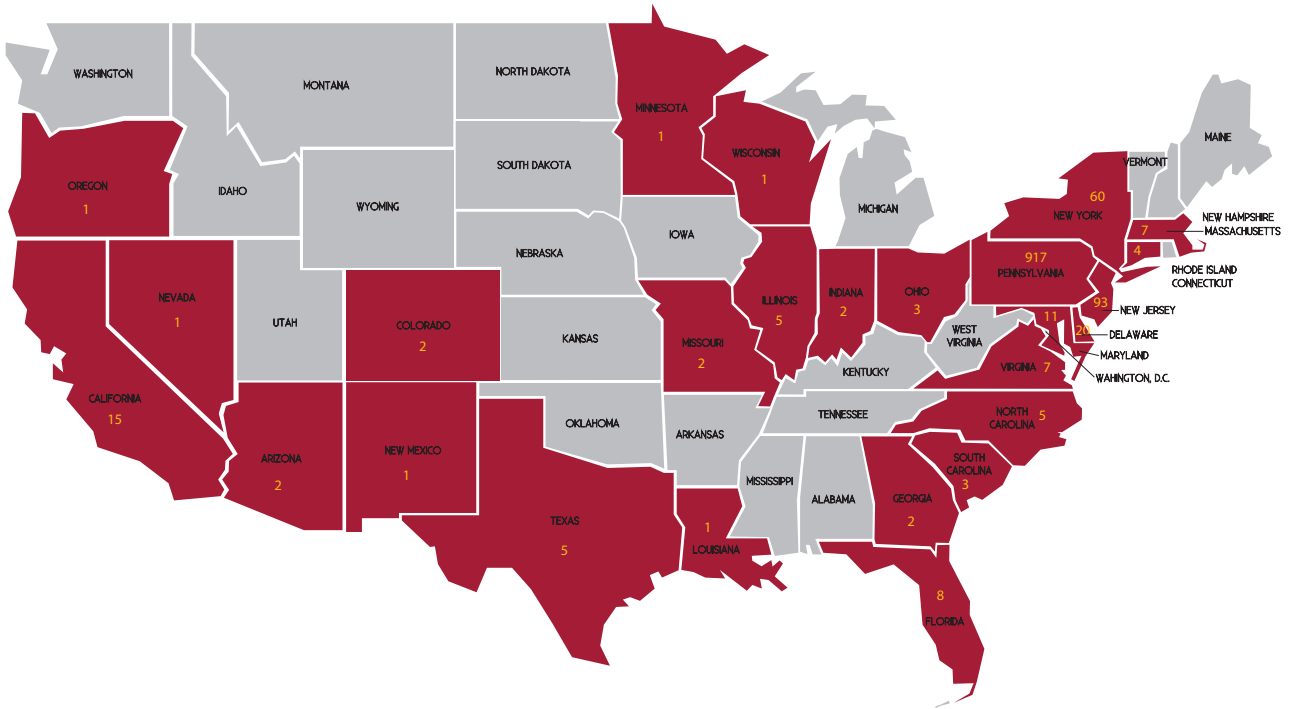 WASHINGTON
MONTANA
NORTH DAKOTA
MINNESOTA
1
WISCONSIN
1
MAINE
VERMONT
OREGON
1
IDAHO
WYOMING
SOUTH DAKOTA
MICHIGAN
60
NEW YORK
NEW HAMPSHIRE
7
MASSACHUSETTS
4
RHODE ISLAND
CONNECTICUT
NEBRASKA
IOWA
917
PENNSYLVANIA
NEVADA
1
UTAH
COLORADO
2
KANSAS
MISSOURI
2
ILLINOIS
5
INDIANA
2
OHIO
3
WEST
VIRGINIA
93
NEW JERSEY
11
20
DELAWARE
MARYLAND
WAHINGTON, D.C.
VIRGINIA 7
KENTUCKY
CALIFORNIA
15
ARIZONA
2
NEW MEXICO
1
OKLAHOMA
ARKANSAS
TENNESSEE
NORTH
CAROLINA 5
SOUTH
CAROLINA
3
MISSISSIPPI
ALABAMA
GEORGIA
2
TEXAS
5
1
LOUISIANA
8
FLORIDA